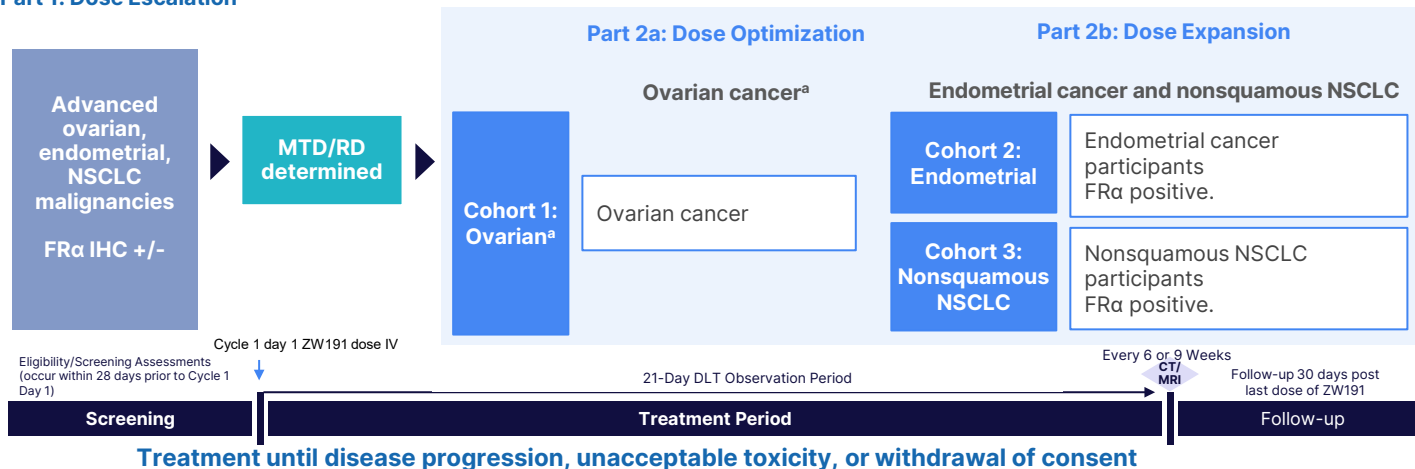 Part 1: Dose Escalation
Part 2a: Dose Optimization
Part 2b: Dose Expansion
Advanced
ovarian,
endometrial,
NSCLC
malignancies
FRα IHC +/-
MTD/RD
determined
Ovarian cancerᵃ
Cohort 1:
Ovarianᵃ
Ovarian cancer
Endometrial cancer and nonsquamous NSCLC
Cohort 2:
Endometrial
Endometrial cancer
participants
FRα positive.
Cohort 3:
Nonsquamous
NSCLC
Nonsquamous NSCLC
participants
FRα positive.
Eligibility/Screening Assessments
(occur within 28 days prior to Cycle 1
Day 1)
Cycle 1 day 1 ZW191 dose IV
21-Day DLT Observation Period
Every 6 or 9 Weeks
CT/
MRI
Follow-up 30 days post
last dose of ZW191
Screening
Treatment Period
Follow-up
Treatment until disease progression, unacceptable toxicity, or withdrawal of consent